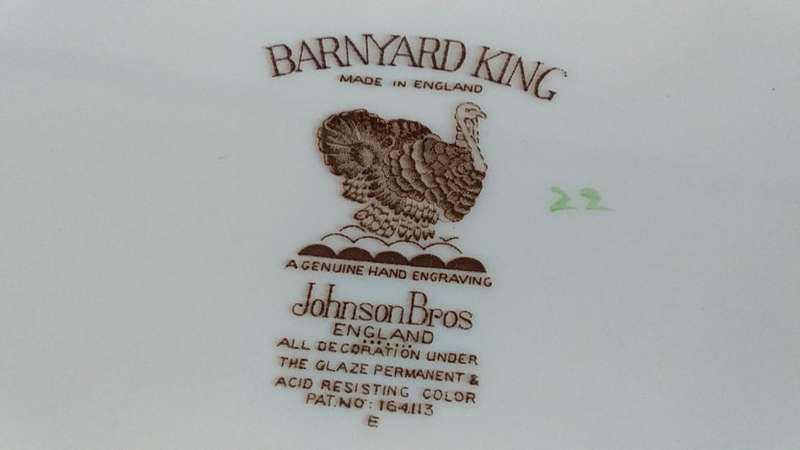 BARNYARD KING
MADE IN ENGLAND
22
A GENUINE HAND ENGRAVING
Johnson Bros
ENGLAND
ALL DECORATION UNDER
THE GLAZE PERMANENT &
ACID RESISTING COLOR
PAT.NO: 164113
E